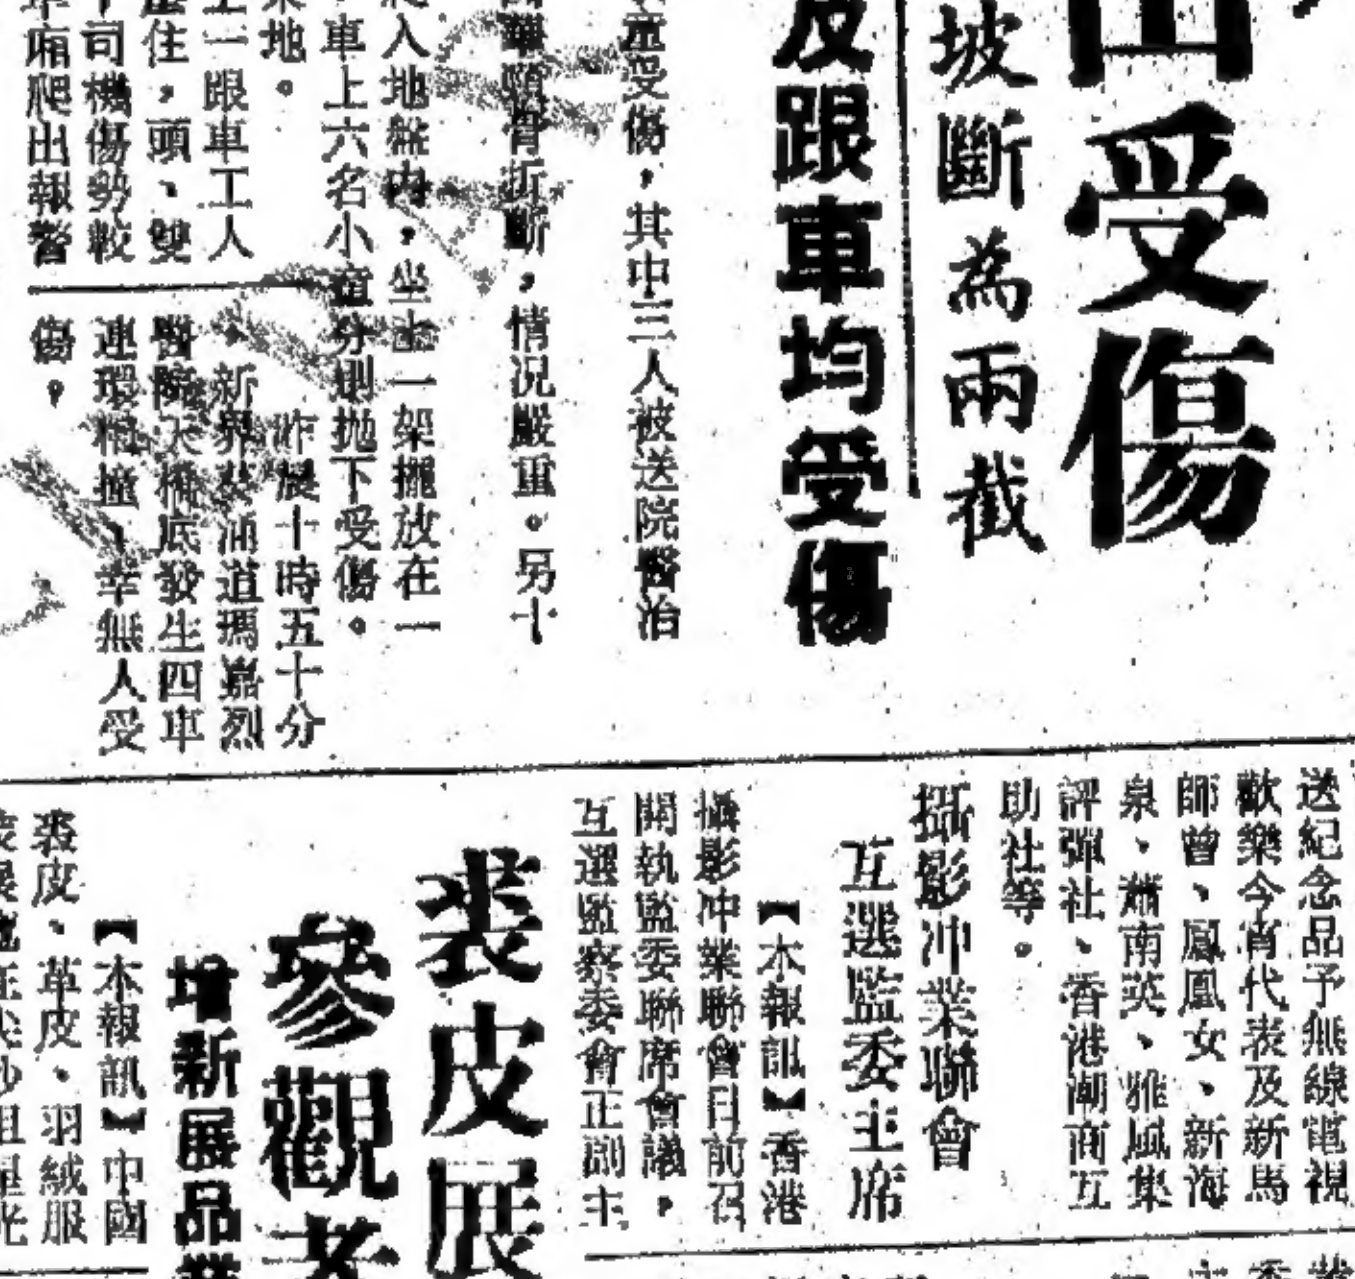 受傷
坡斷為兩截
及跟車均受傷
童受傷，其中三人被送院醫治
骨折斷，情況嚴重。另十
入地盤內，坐上一架擺放在一
車上六名小童分別拋下受傷。
地。
上一跟車工人
住，頭、雙
司機傷勢較
車廂爬出報警
昨晨十時五十分
，新界葵涌道瑪嘉烈
醫院天橋底發生四車
連環相撞，幸無人受
傷。
送紀念品予無線電視
歡樂今宵代表及新馬
師曾、鳳凰女、新海
泉、蕭南英、雅風集
評彈社、香港潮商互
助社等。
攝影冲業聯會
互選監委主席
【本報訊】香港
攝影冲業聯會日前召
開執監委聯席會議，
互選監察委會正副主
裘皮展
參觀者
增新展品
【本報訊】中國
裘皮、革皮、羽絨服